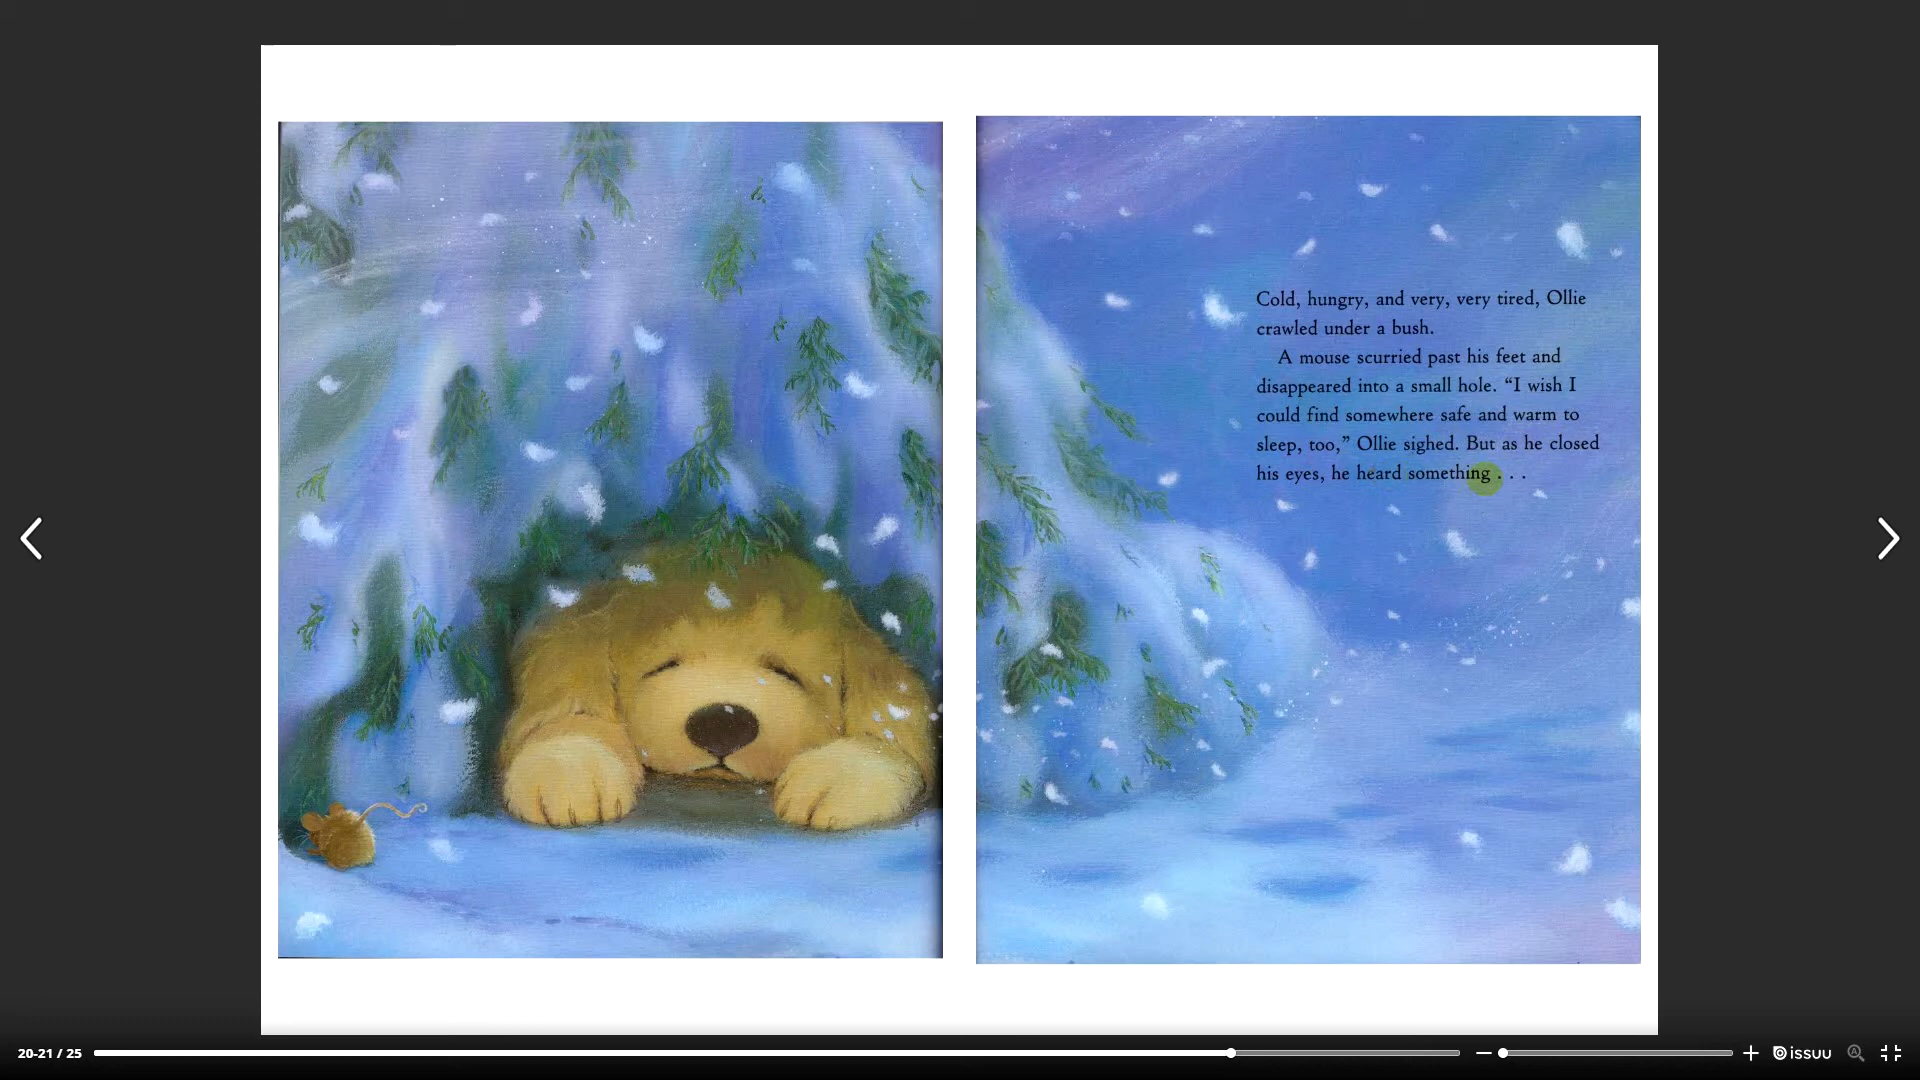 Cold, hungry, and very, very tired, Ollie
crawled under a bush.
A mouse scurried past his feet and
disappeared into a small hole. “I wish I
could find somewhere safe and warm to
sleep, too,” Ollie sighed. But as he closed
his eyes, he heard something . . .
20-21 / 25
issuu